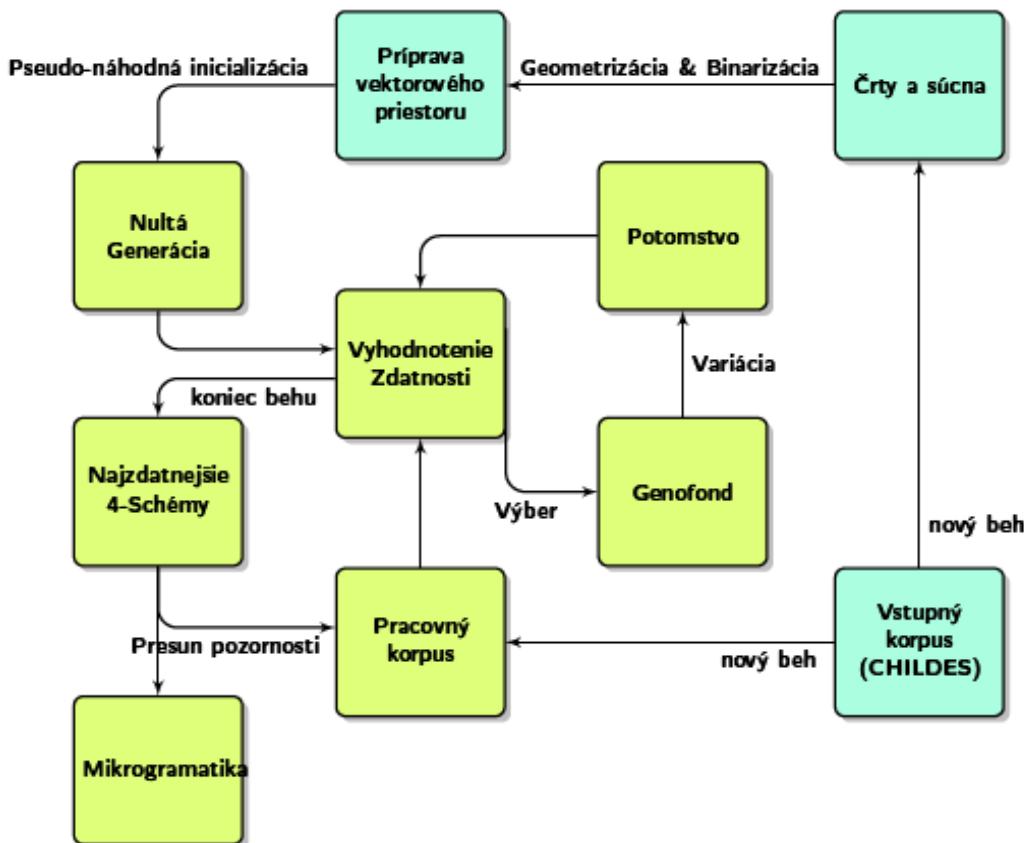 Pseudo-náhodná inicializácia
Príprava
vektorového
priestoru
Geometrizácia & Binarizácia
Črty a súcna
Nultá
Generácia
Potomstvo
Vyhodnotenie
Zdatnosti
Variácia
koniec behu
Najzdatnejšie
4-Schémy
Výber
Genofond
nový beh
Presun pozornosti
Pracovný
korpus
nový beh
Vstupný
korpus
(CHILDES)
Mikrogramatika